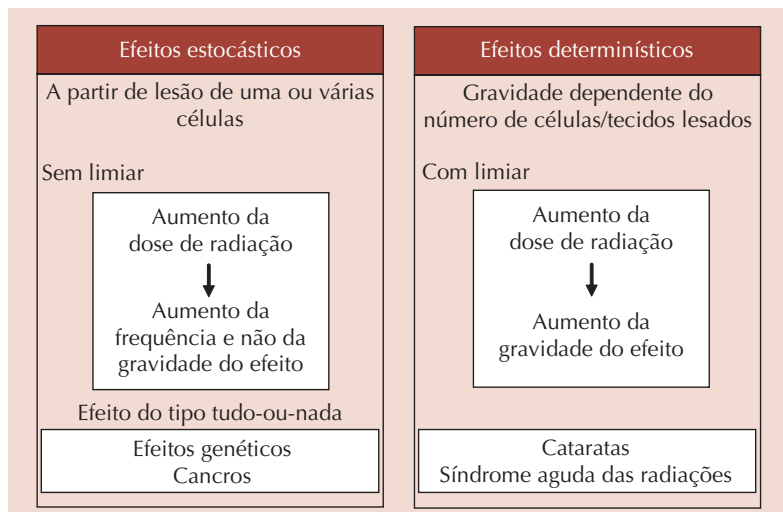 Efeitos estocásticos
A partir de lesão de uma ou várias
células
Sem limiar
Aumento da
dose de radiação
Aumento da
frequência e não da
gravidade do efeito
Efeito do tipo tudo-ou-nada
Efeitos genéticos
Cancros
Efeitos determinísticos
Gravidade dependente do
número de células/tecidos lesados
Com limiar
Aumento da
dose de radiação
Aumento da
gravidade do efeito
Cataratas
Síndrome aguda das radiações